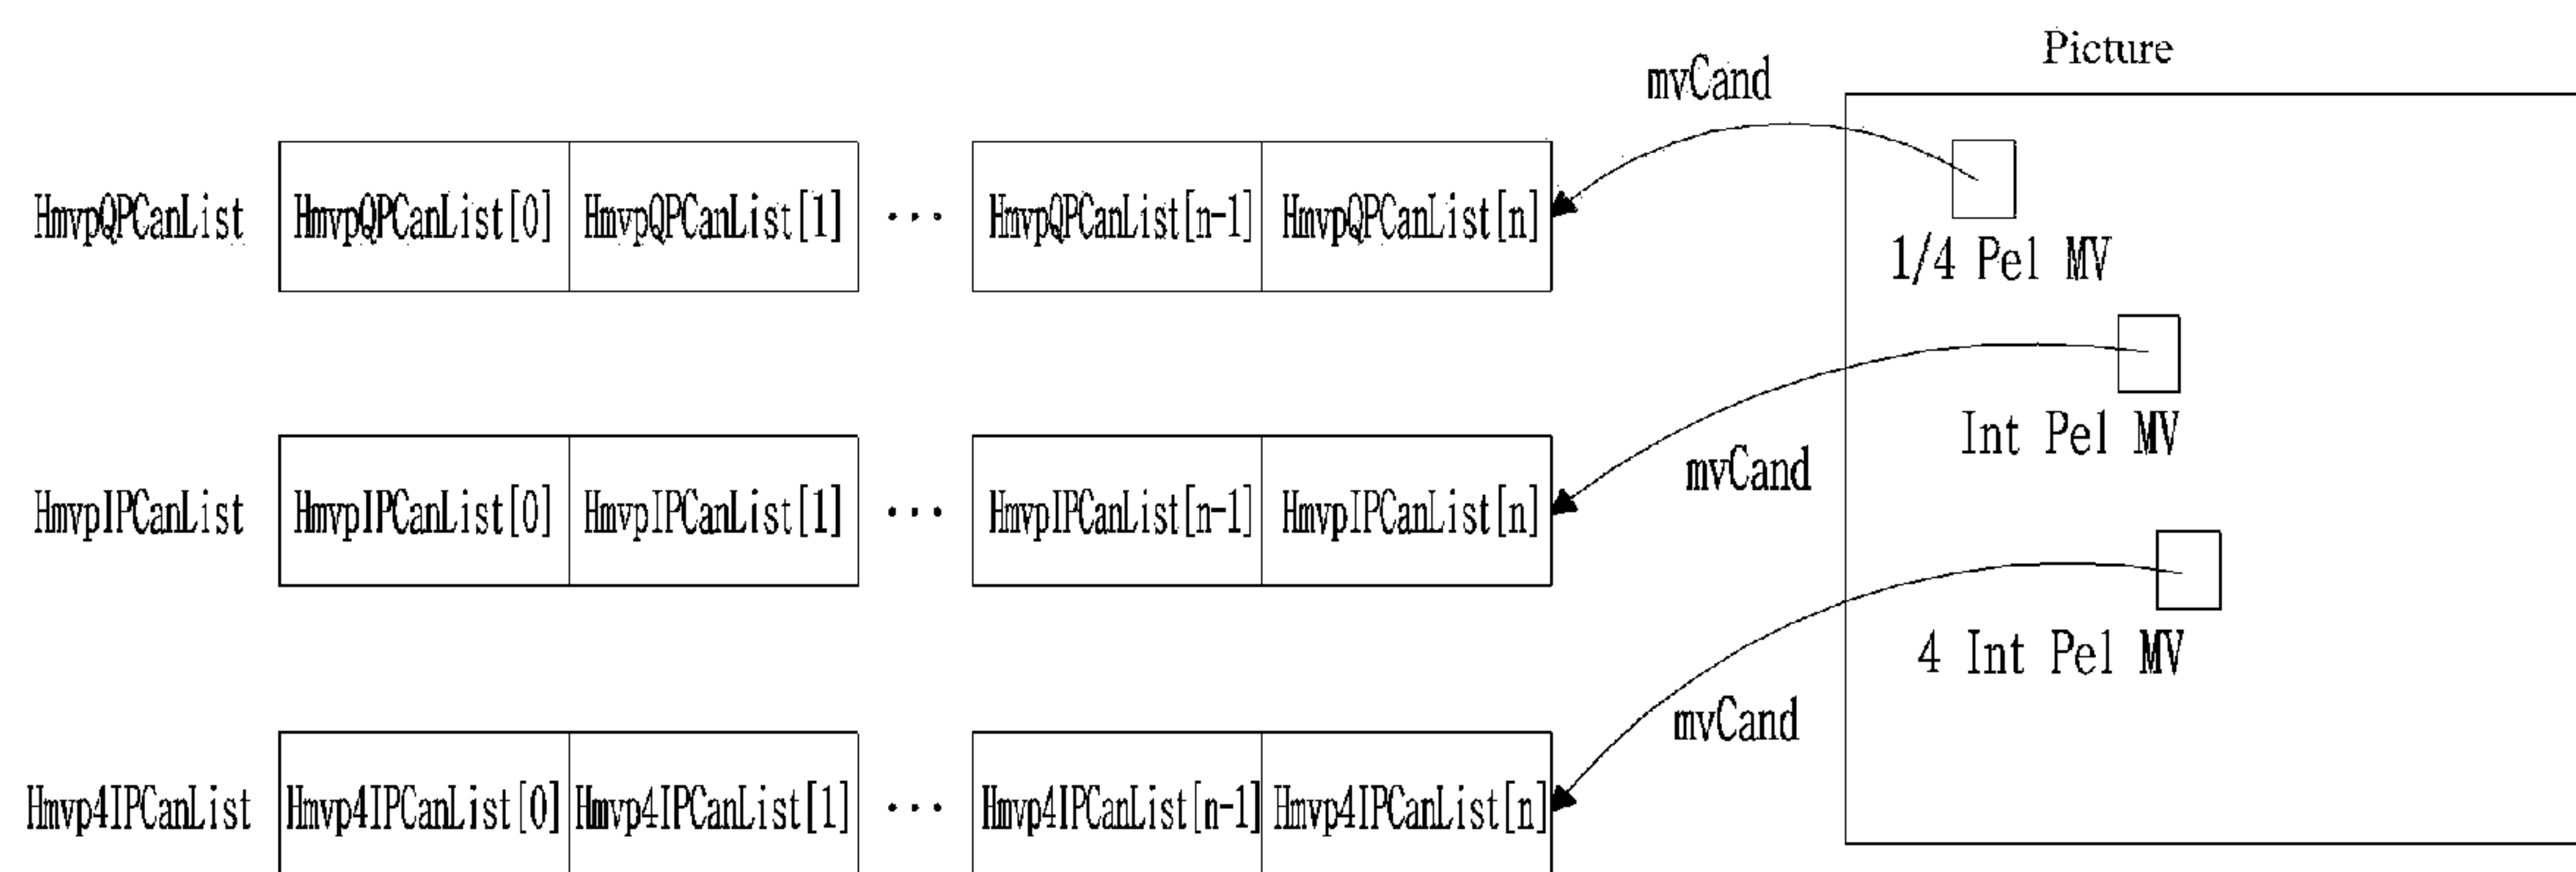 Picture
mvCand
HmvpQPCanList HmvpQPCanList[0] HmvpQPCanList[1] ... HmvpQPCanList[n-1] HmvpQPCanList[n]
1/4 Pel MV
Int Pel MV
mvCand
HmvpIPCanList HmvpIPCanList[0] HmvpIPCanList[1] ... HmvpIPCanList[n-1] HmvpIPCanList[n]
4 Int Pel MV
mvCand
Hmvp4IPCanList Hmvp4IPCanList[0] Hmvp4IPCanList[1] ... Hmvp4IPCanList[n-1] Hmvp4IPCanList[n]